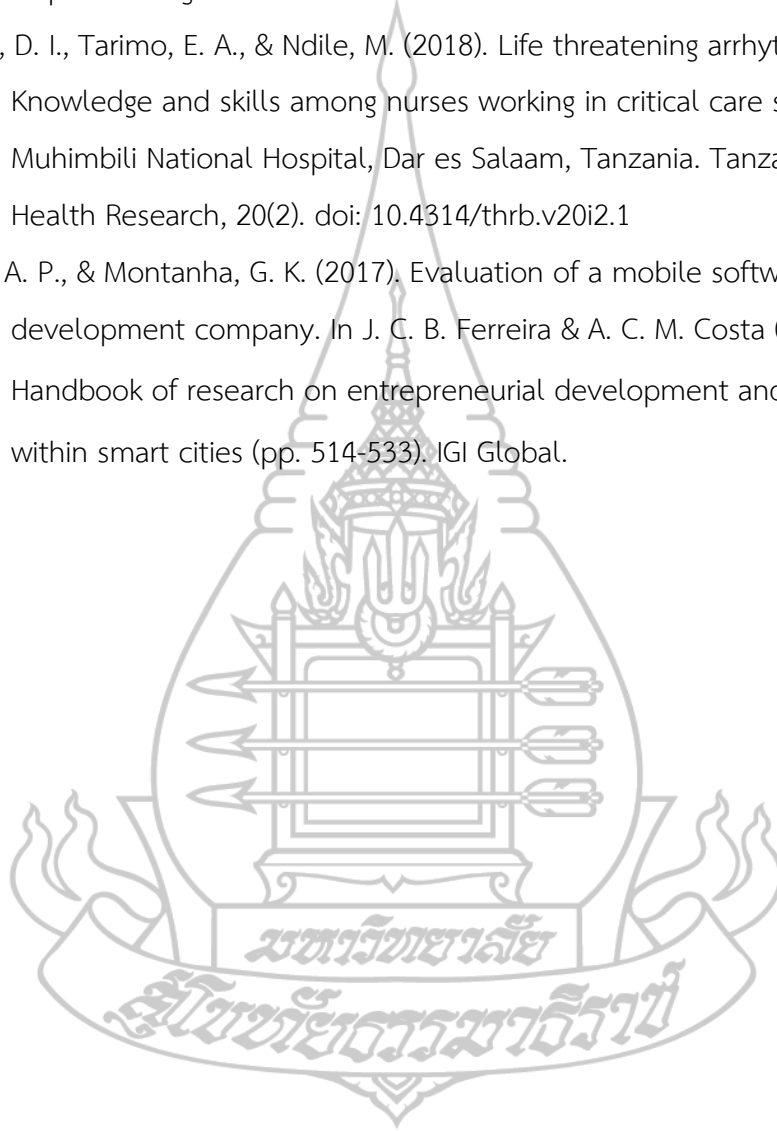 , D. I., Tarimo, E. A., & Ndile, M. (2018). Life threatening
Knowledge and skills among nurses working in critical care
Muhimbili National Hospital, Dar es Salaam, Tanzania.
Health Research, 20(2). doi: 10.4314/thrb.v20i2.1
A. P., & Montanha, G. K. (2017). Evaluation of a mobile
development company. In J. C. B. Ferreira & A. C. M. Costa (
Handbook of research on entrepreneurial development and
within smart cities (pp. 514-533). IGI Global.
มหาวิทยาลัย
สุโขทัยธรรมาธิราช